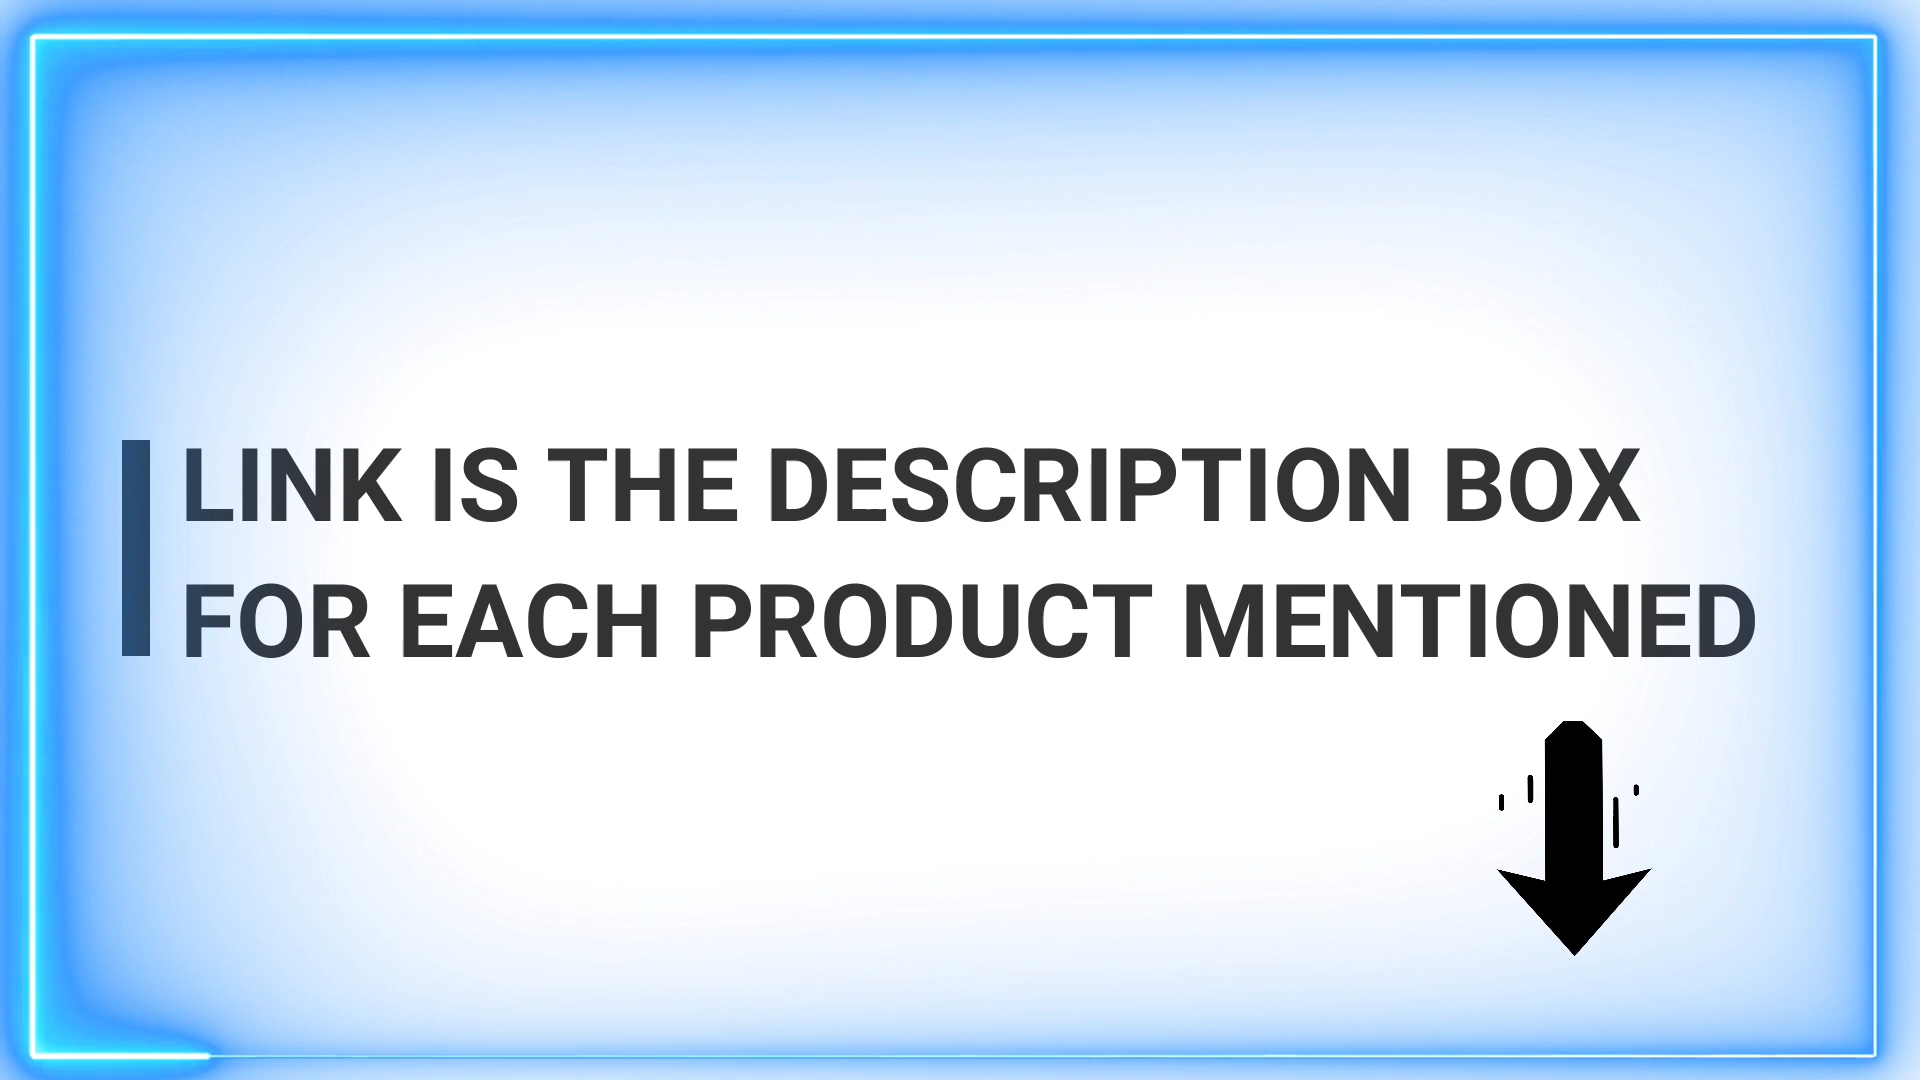 LINK IS THE DESCRIPTION BOX
FOR EACH PRODUCT MENTIONED